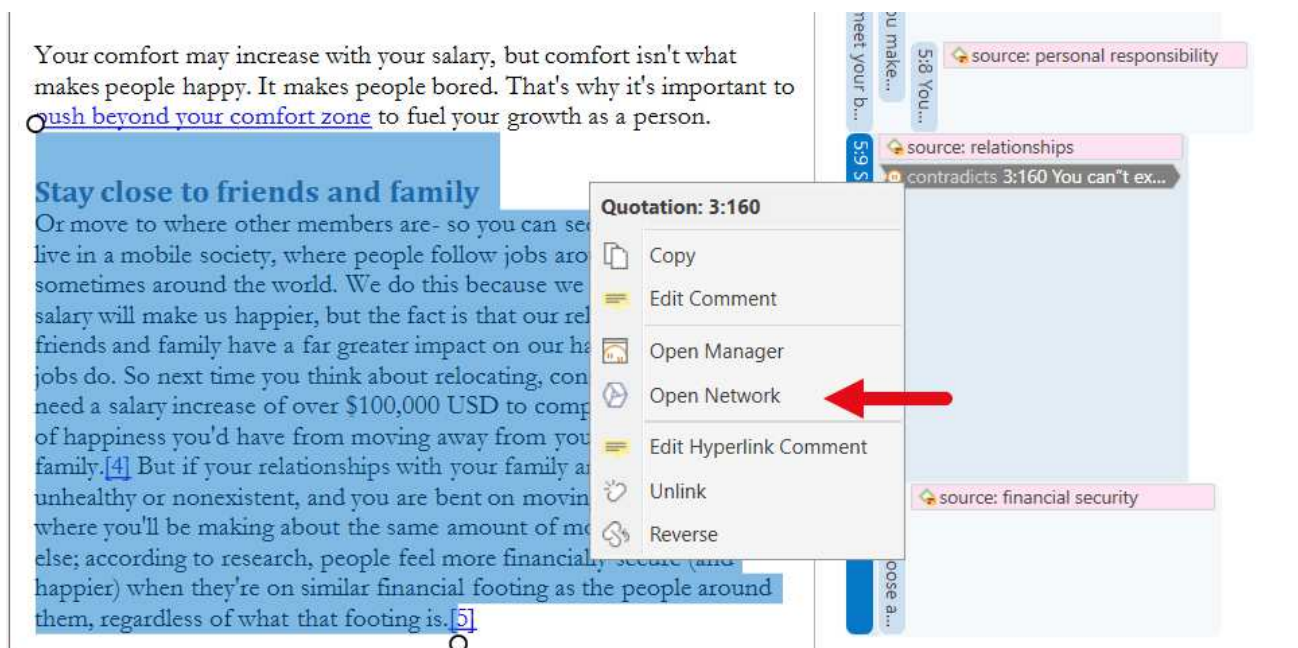 Your comfort may increase with your salary, but comfort isn't what
makes people happy. It makes people bored. That's why it's important to
push beyond your comfort zone to fuel your growth as a person.
Stay close to friends and family
Or move to where other members are- so you can se
live in a mobile society, where people follow jobs aro
sometimes around the world. We do this because we
salary will make us happier, but the fact is that our rel
friends and family have a far greater impact on our ha
jobs do. So next time you think about relocating, con
need a salary increase of over $100,000 USD to comp
of happiness you'd have from moving away from you
family.[4] But if your relationships with your family a
unhealthy or nonexistent, and you are bent on movin
where you'll be making about the same amount of mo
else; according to research, people feel more financially secure (and
happier) when they're on similar financial footing as the people around
them, regardless of what that footing is.[5]
Quotation: 3:160
Copy
Edit Comment
Open Manager
Open Network
Edit Hyperlink Comment
Unlink
Reverse
meet your b...
ou make...
5:8 You...
source: personal responsibility
5:9 S
source: relationships
contradicts 3:160 You can"t ex...
source: financial security
oose a...